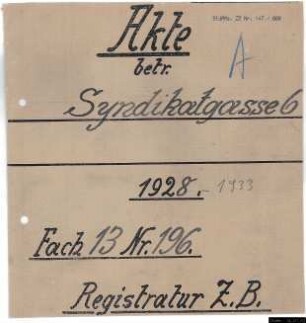 A
Akte
betr.
Syndikatgasse 6
1928. - 1933
Fach 13 Nr. 196.
Registratur Z.B.